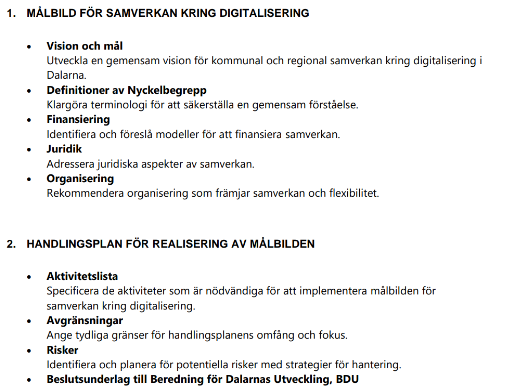 1. MÅLBILD FÖR SAMVERKAN KRING DIGITALISERING
• Vision och mål
Utveckla en gemensam vision för kommunal och regional samverkan kring digitalisering i
Dalarna.
• Definitioner av Nyckelbegrepp
Klargöra terminologi för att säkerställa en gemensam förståelse.
• Finansiering
Identifiera och föreslå modeller för att finansiera samverkan.
• Juridik
Adressera juridiska aspekter av samverkan.
• Organisering
Rekommendera organisering som främjar samverkan och flexibilitet.
2. HANDLINGSPLAN FÖR REALISERING AV MÅLBILDEN
• Aktivitetslista
Specificera de aktiviteter som är nödvändiga för att implementera målbilden för
samverkan kring digitalisering.
• Avgränsningar
Ange tydliga gränser för handlingsplanens omfång och fokus.
• Risker
Identifiera och planera för potentiella risker med strategier för hantering.
• Beslutsunderlag till Beredning för Dalarnas Utveckling, BDU